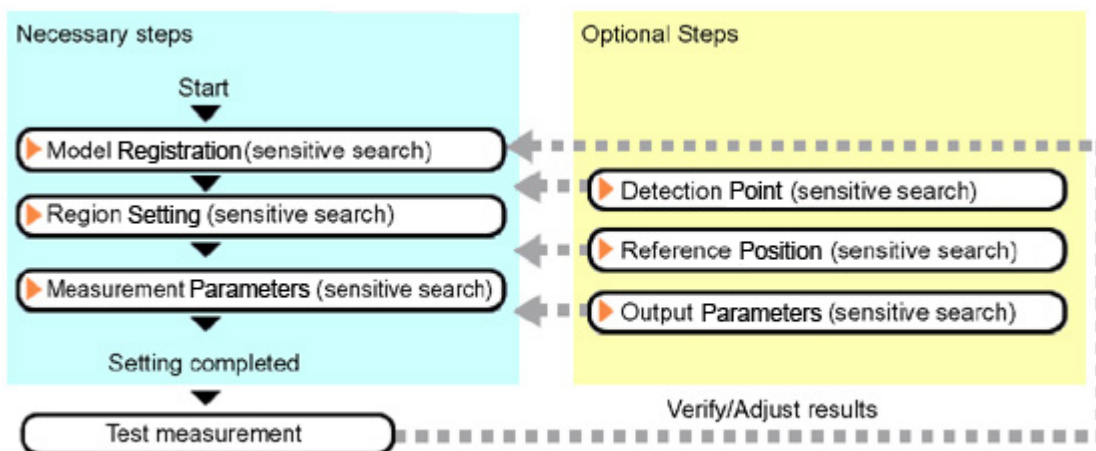 Necessary steps
Start
Model Registration (sensitive search)
Region Setting (sensitive search)
Measurement Parameters (sensitive search)
Setting completed
Test measurement
Optional Steps
Detection Point (sensitive search)
Reference Position (sensitive search)
Output Parameters (sensitive search)
Verify/Adjust results